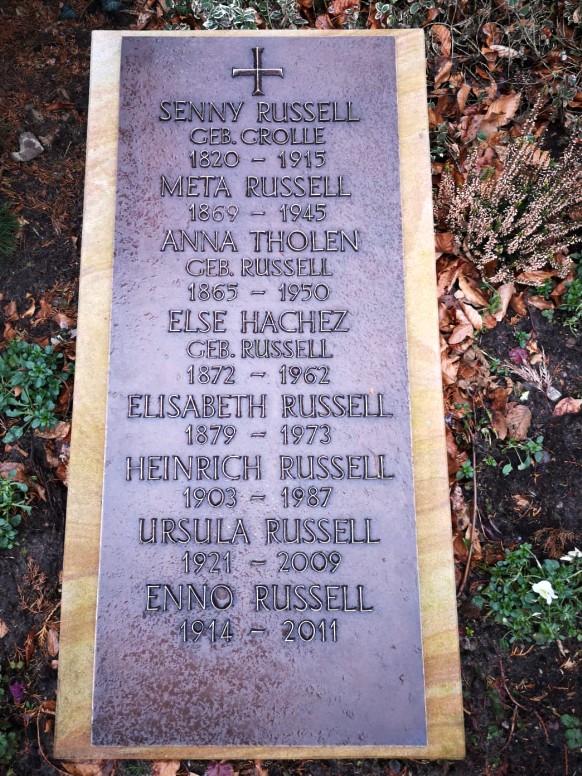 SENNY RUSSELL
GEB. GROLLE
1820 - 1915
META RUSSELL
1869 - 1945
ANNA THOLEN
GEB. RUSSELL
1865 - 1950
ELSE HACHEZ
GEB. RUSSELL
1872 - 1962
ELISABETH RUSSELL
1879 - 1973
HEINRICH RUSSELL
1903 - 1987
URSULA RUSSELL
1921 - 2009
ENNO RUSSELL
1914 - 2011